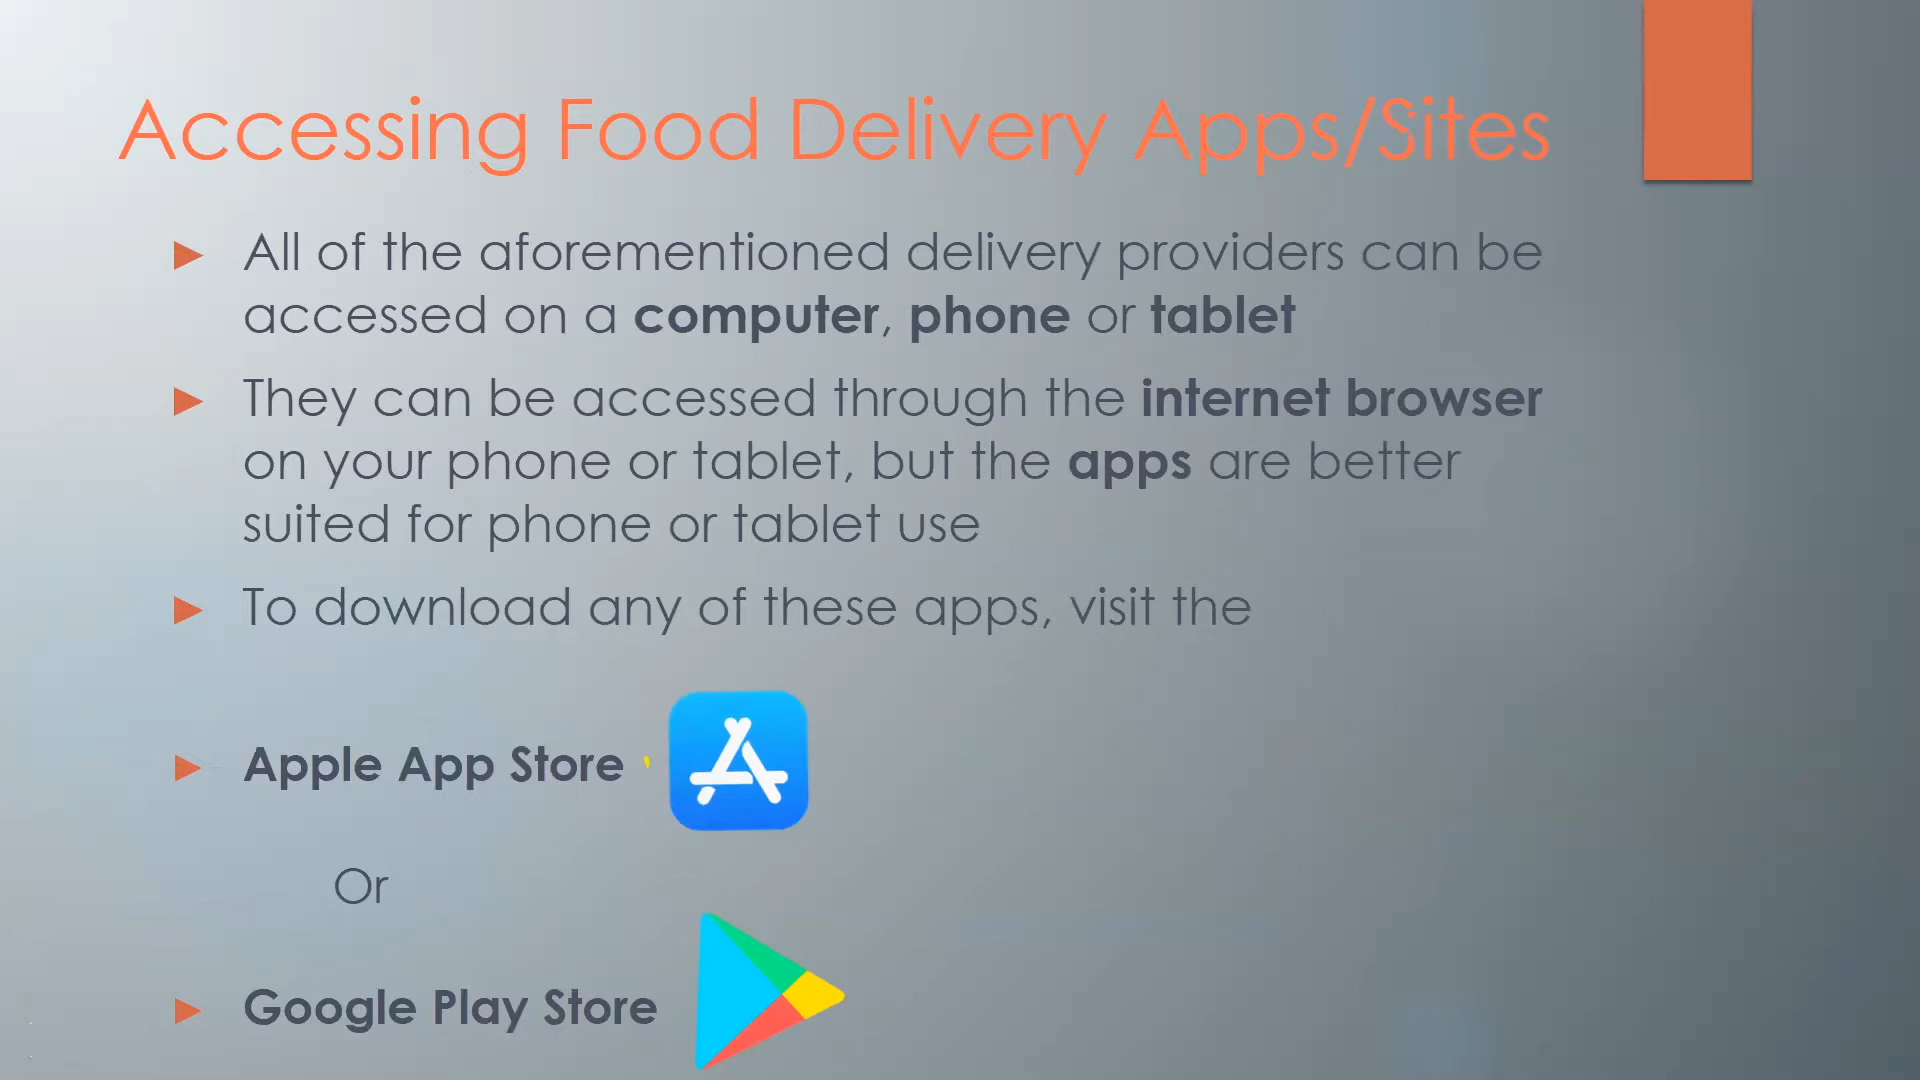 Accessing Food Delivery Apps/Sites
All of the aforementioned delivery providers can be
accessed on a computer, phone or tablet
They can be accessed through the internet browser
on your phone or tablet, but the apps are better
suited for phone or tablet use
To download any of these apps, visit the
Apple App Store
Or
Google Play Store